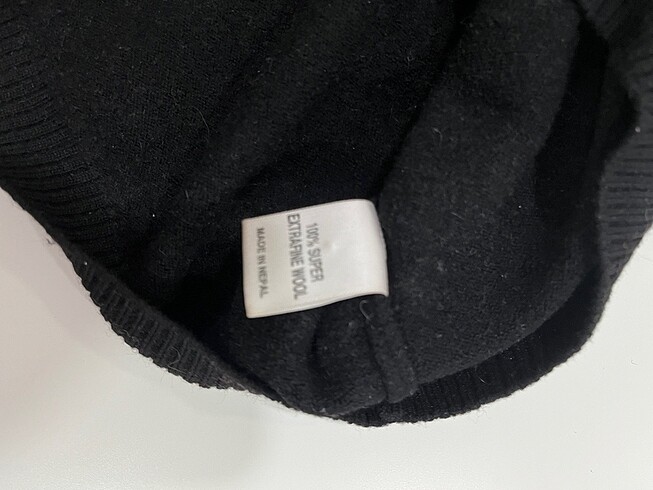 100% SUPER
EXTRAFINE WOOL
MADE IN NEPAL